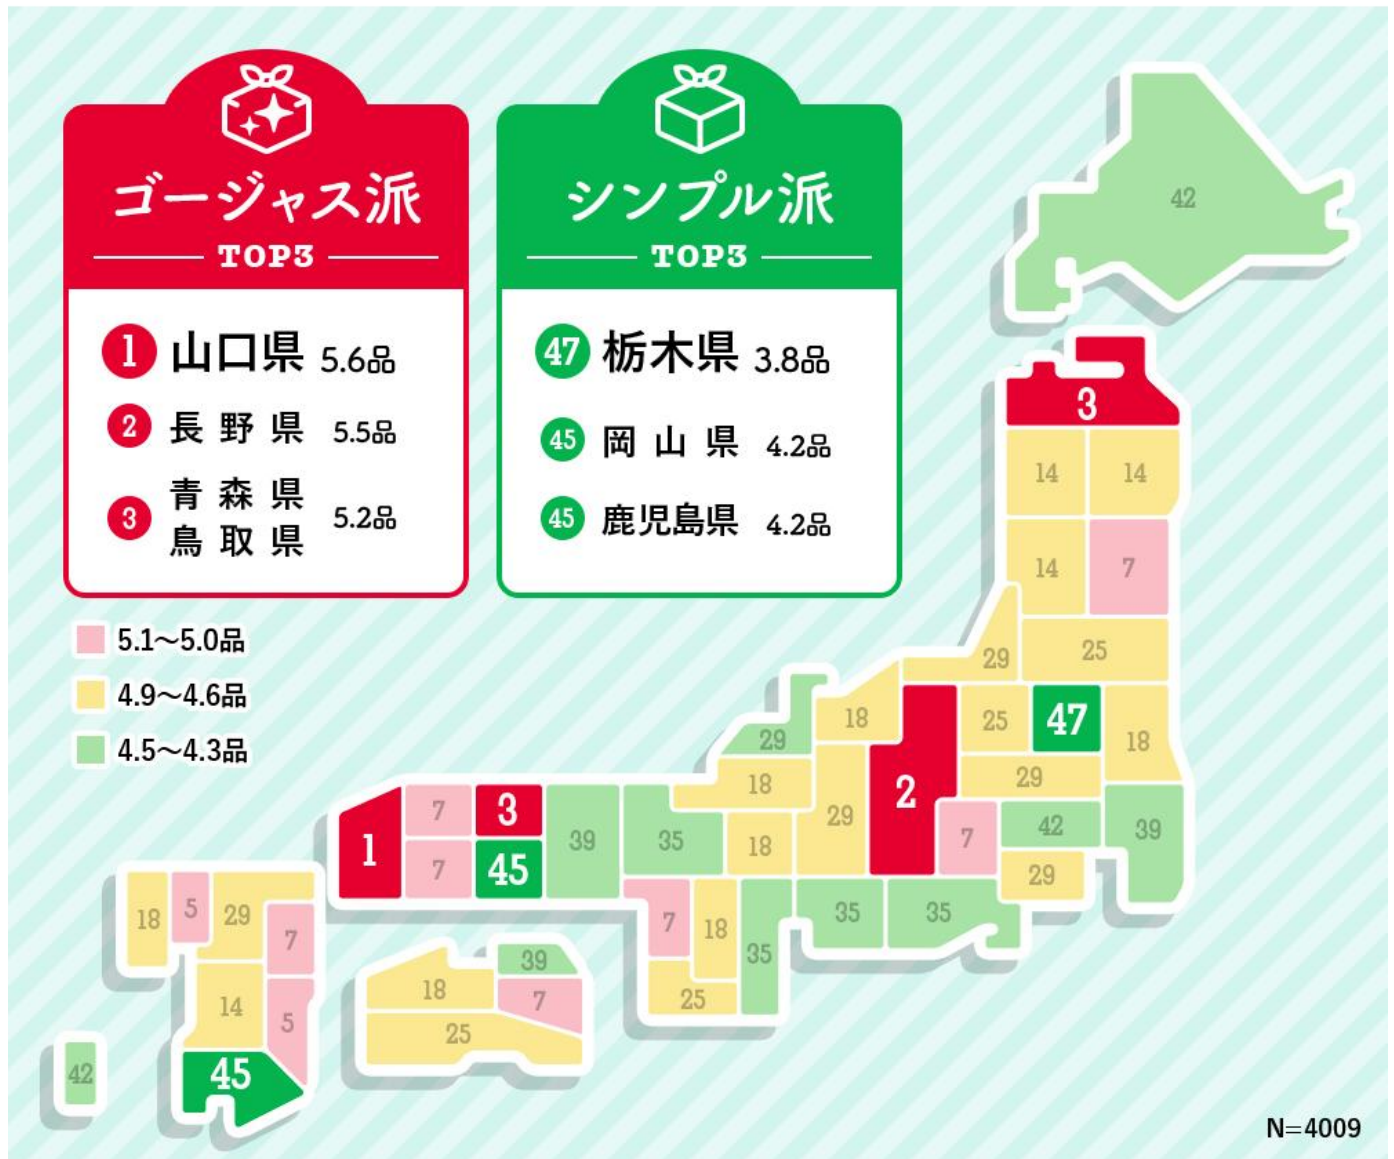 ゴージャス派
TOP3
1 山口県 5.6品
2 長野県 5.5品
3 青森県 鳥取県 5.2品
シンプル派
TOP3
47 栃木県 3.8品
45 岡山県 4.2品
45 鹿児島県 4.2品
5.1〜5.0品
4.9〜4.6品
4.5〜4.3品
42
3
14 14
14 7
29 25
18 25 47 18
29 18 29
29 2 7 42 39
18 29
1 7 3 39 35
7 45
7 18 35 35 35
25
18 5 29 7
14 5
45
42
39
18 7
25
N=4009